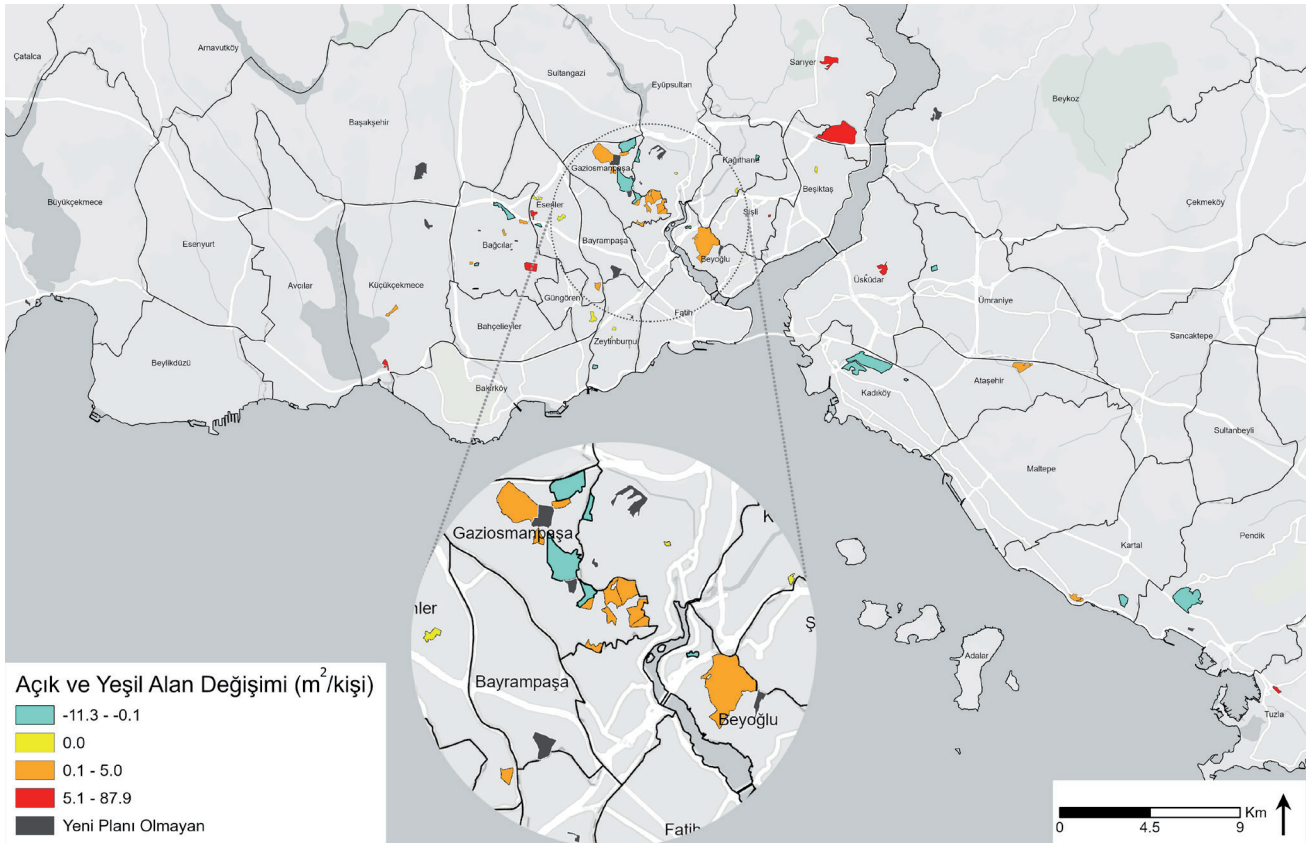 Çatalca
Arnavutköy
Sultangazi
Eyüpsultan
Sarıyer
Beykoz
Başakşehir
Gaziosmanpaşa
Kağıthane
Beşiktaş
Büyükçekmece
Esenyurt
Avcılar
Küçükçekmece
Bağcılar
Esenler
Bayrampaşa
Şişli
Beyoğlu
Çekmeköy
Üsküdar
Ümraniye
Güngören
Bahçelievler
Fatih
Zeytinburnu
Beylikdüzü
Bakırköy
Sancaktepe
Ataşehir
Kadıköy
Sultanbeyli
Maltepe
Kartal
Pendik
Adalar
Tuzla
Gaziosmanpaşa
K
nler
Ş
Bayrampaşa
Beyoğlu
Fatih
Açık ve Yeşil Alan Değişimi (m²/kişi)
-11.3 - -0.1
0.0
0.1 - 5.0
5.1 - 87.9
Yeni Planı Olmayan
Km
0 4.5 9